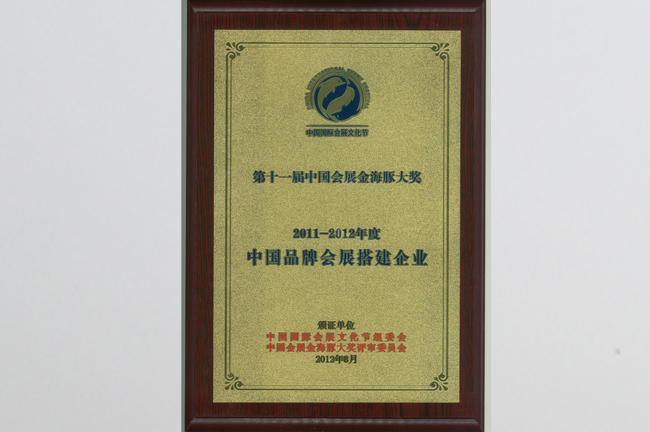 中国国际会展文化节
第十一届中国会展金海豚大奖
2011—2012年度
中国品牌会展搭建企业
颁证单位
中国国际会展文化节组委会
中国会展金海豚大奖评审委员会
2012年8月